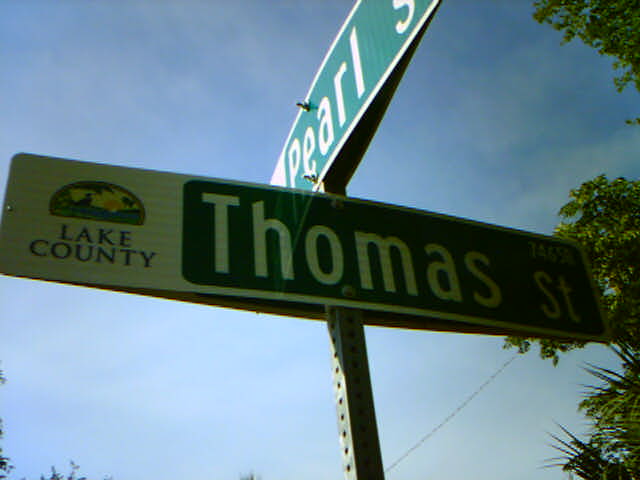 Pearl S
LAKE
COUNTY
Thomas St